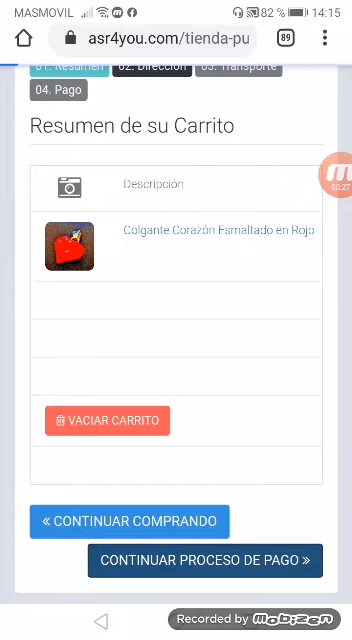 MASMOVIL 82 % 14:15
asr4you.com/tienda-pu 89
01. Resumen 02. Dirección 03. Transporte
04. Pago
Resumen de su Carrito
Descripción
00:27
Colgante Corazón Esmaltado en Rojo
VACIAR CARRITO
« CONTINUAR COMPRANDO
CONTINUAR PROCESO DE PAGO »
Recorded by mobizen